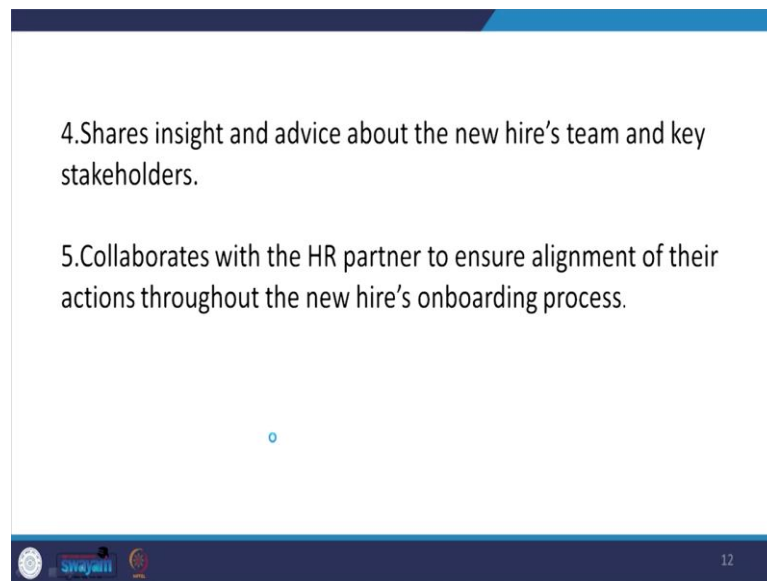 4.Shares insight and advice about the new hire’s team and key
stakeholders.
5.Collaborates with the HR partner to ensure alignment of their
actions throughout the new hire’s onboarding process.
swayam
12